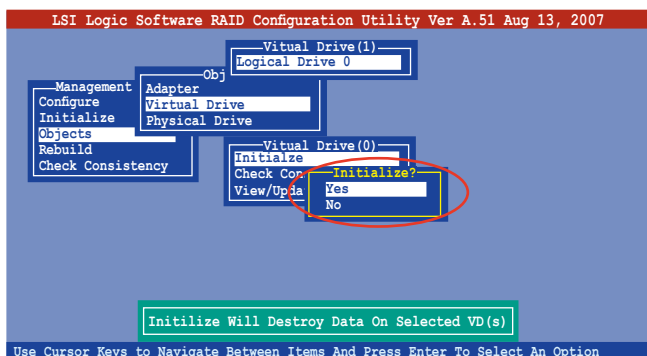 LSI Logic Software RAID Configuration Utility Ver A.51 Aug 13, 2007
Vitual Drive(1)
Logical Drive 0
Obj
Adapter
Virtual Drive
Physical Drive
Management
Configure
Initialize
Objects
Rebuild
Check Consistency
Vitual Drive(0)
Initialze
Check Con
View/Upda
Initialize?
Yes
No
Initilize Will Destroy Data On Selected VD(s)
Use Cursor Keys to Navigate Between Items And Press Enter To Select An Option